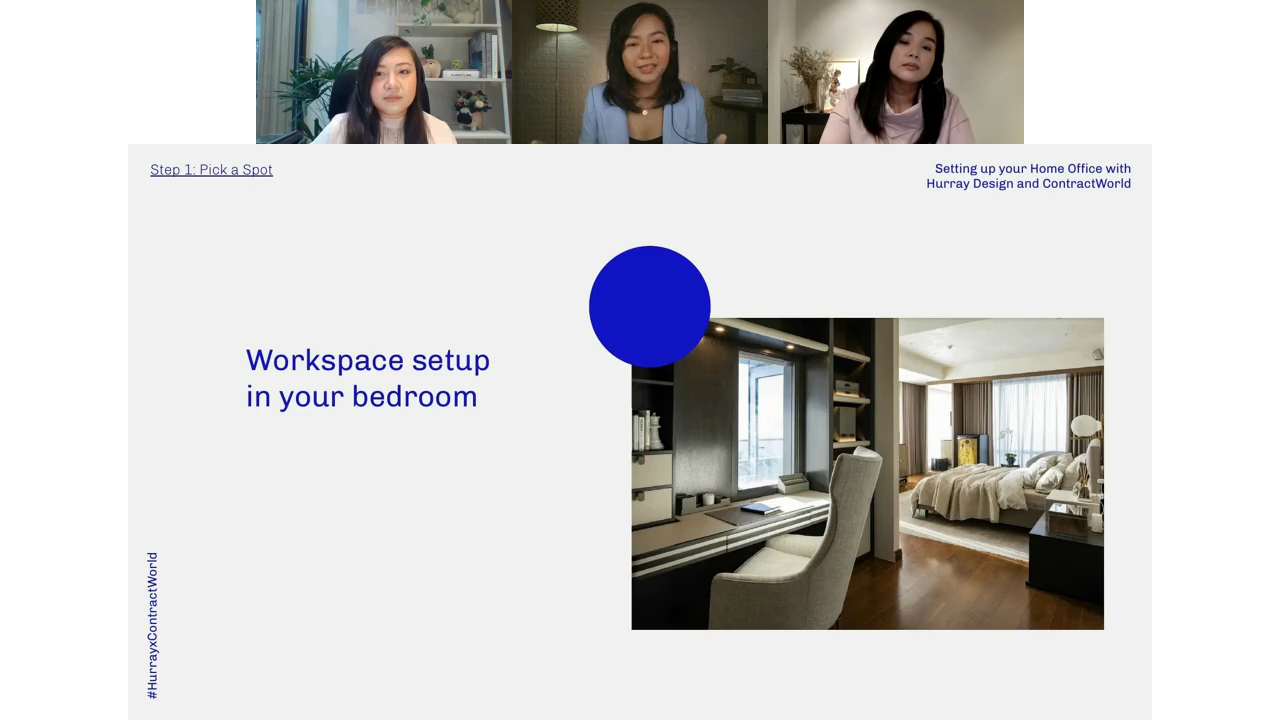 Step 1: Pick a Spot
Setting up your Home Office with
Hurray Design and ContractWorld
Workspace setup
in your bedroom
#HurrayxContractWorld